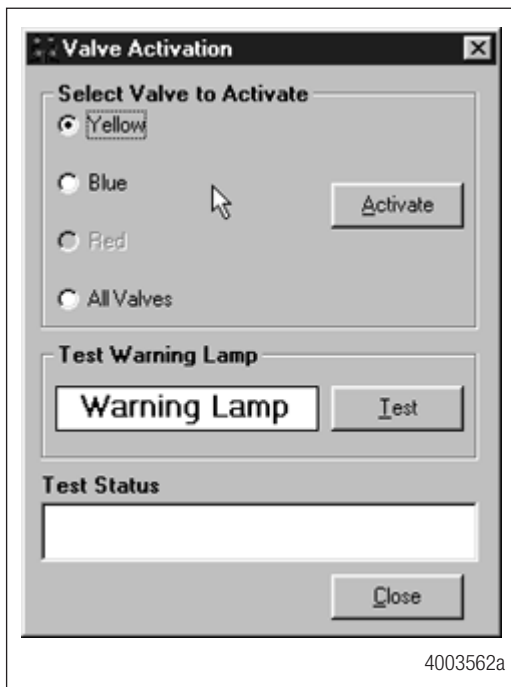 Valve Activation
Select Valve to Activate
Yellow
Blue
Activate
Red
All Valves
Test Warning Lamp
Warning Lamp
Test
Test Status
Close
4003562a